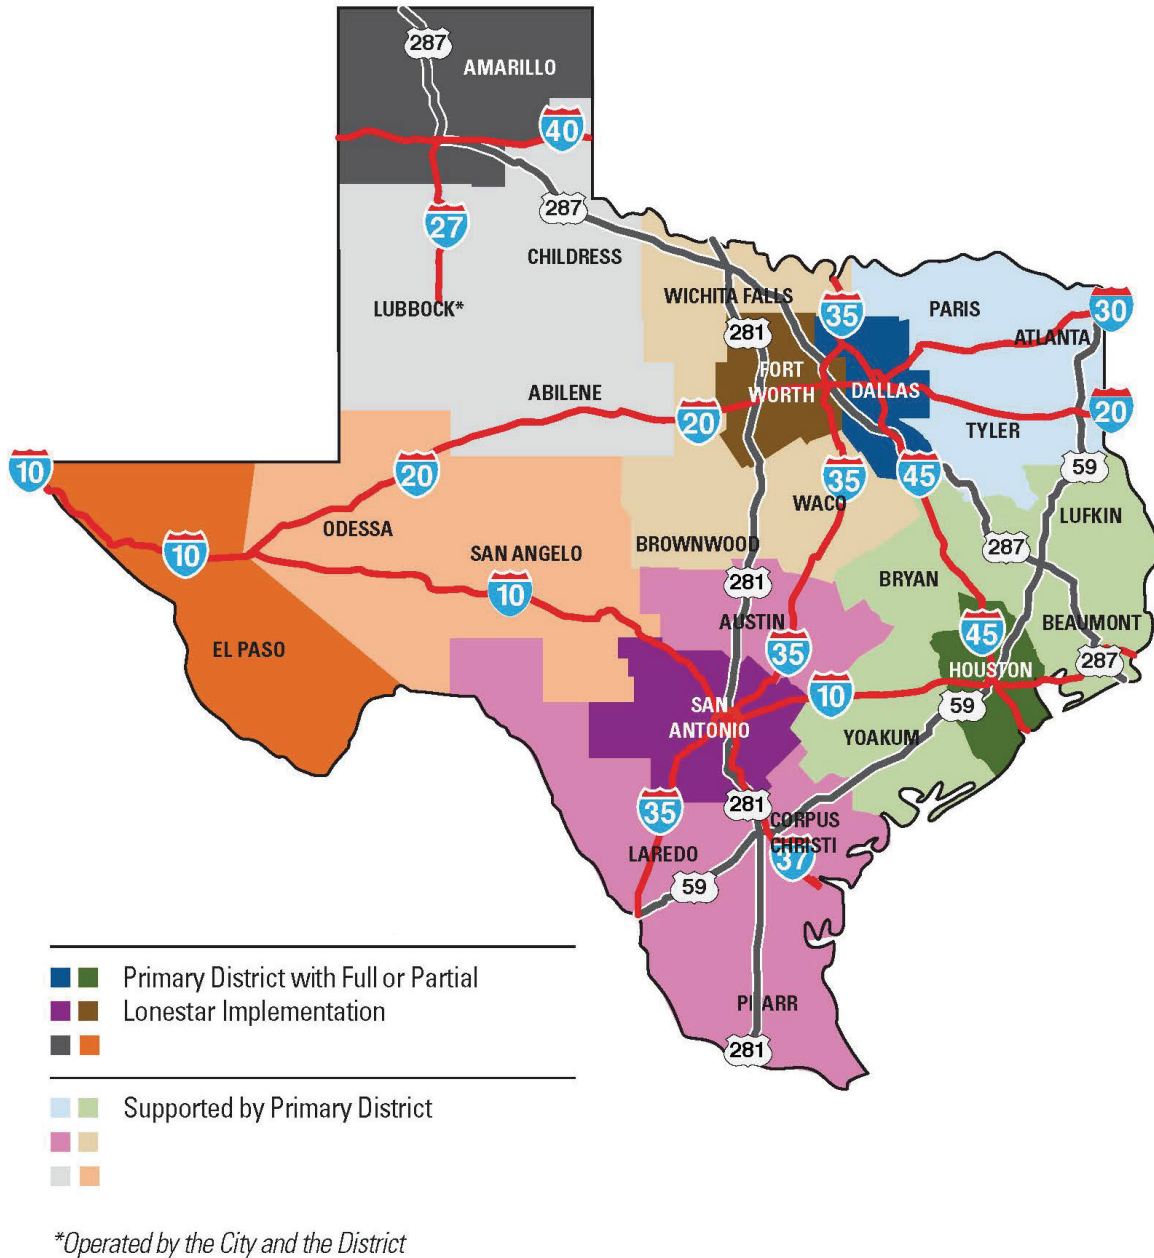 287
AMARILLO
40
27
287
CHILDRESS
LUBBOCK*
WICHITA FALLS
35
PARIS
30
281
ATLANTA
FORT
WORTH
DALLAS
ABILENE
20
20
TYLER
10
20
35
45
59
ODESSA
WACO
LUFKIN
10
SAN ANGELO
BROWNWOOD
287
BRYAN
10
281
AUSTIN
45
BEAUMONT
EL PASO
35
HOUSTON
287
SAN
ANTONIO
10
59
YOAKUM
35
281
CORPUS
CHRISTI
LAREDO
37
59
PHARR
281
Primary District with Full or Partial
Lonestar Implementation
Supported by Primary District
*Operated by the City and the District